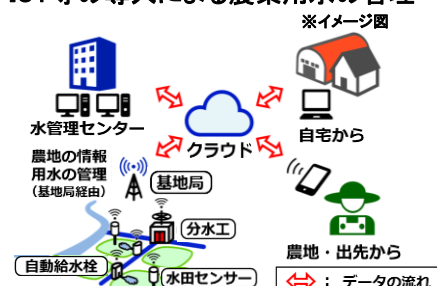 ※イメージ図
水管理センター
クラウド
自宅から
農地の情報
用水の管理
（基地局経由）
基地局
分水工
自動給水栓
水田センサー
農地・出先から
：データの流れ